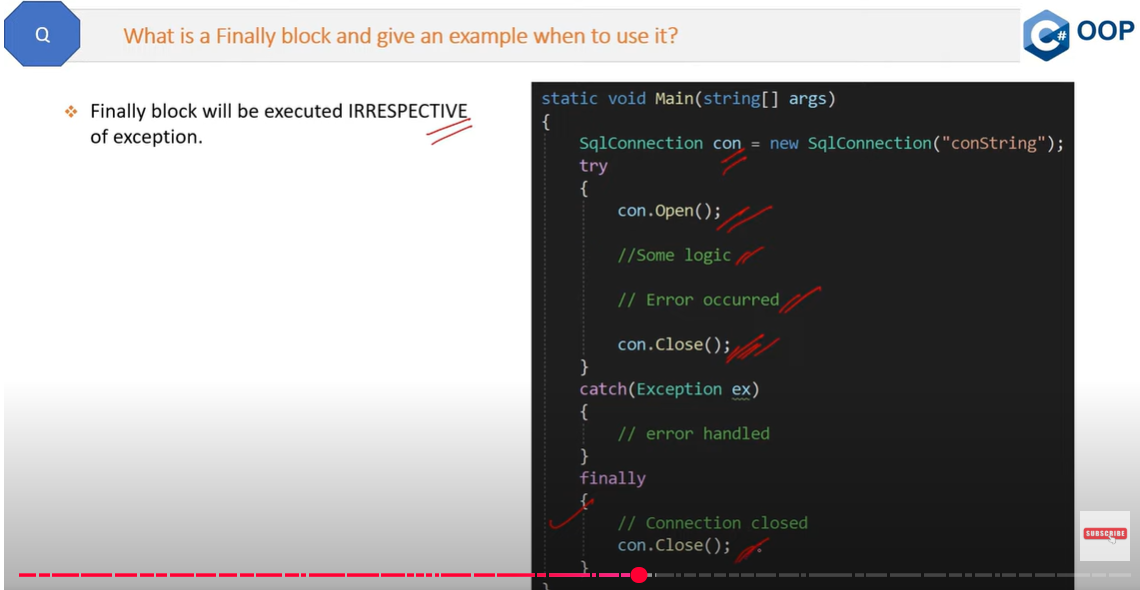 Q
What is a Finally block and give an example when to use it?
C# OOP
❖ Finally block will be executed IRRESPECTIVE
of exception.
static void Main(string[] args)
{
SqlConnection con = new SqlConnection("conString");
try
{
con.Open();
//Some logic
// Error occurred
con.Close();
}
catch(Exception ex)
{
// error handled
}
finally
{
// Connection closed
con.Close();
}
}
SUBSCRIBE